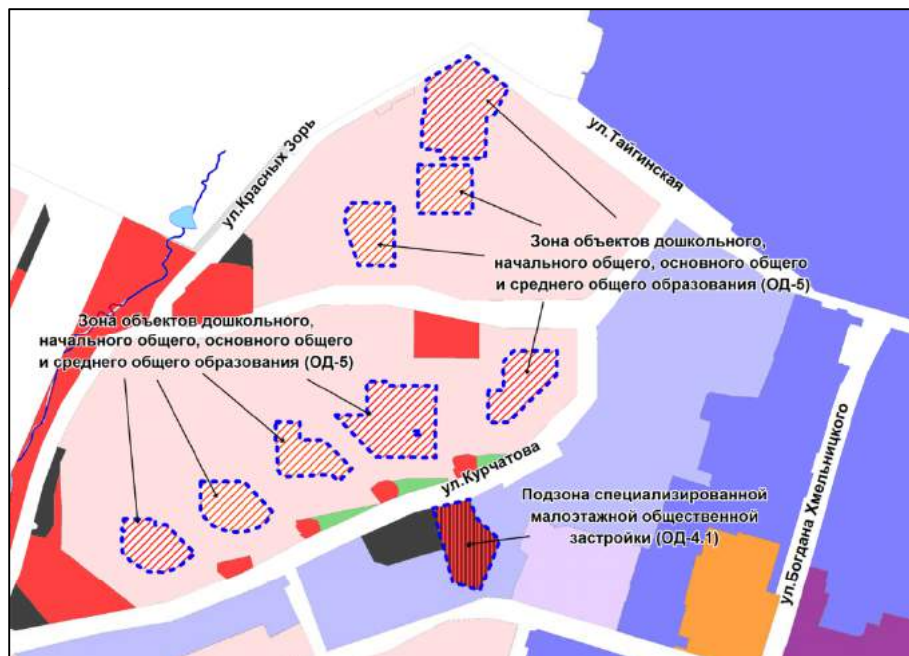 ул.Красных Зорь
ул.Тайгинская
Зона объектов дошкольного,
начального общего, основного общего
и среднего общего образования (ОД-5)
Зона объектов дошкольного,
начального общего, основного общего
и среднего общего образования (ОД-5)
ул.Курчатова
ул.Богдана Хмельницкого
Подзона специализированной
малоэтажной общественной
застройки (ОД-4.1)